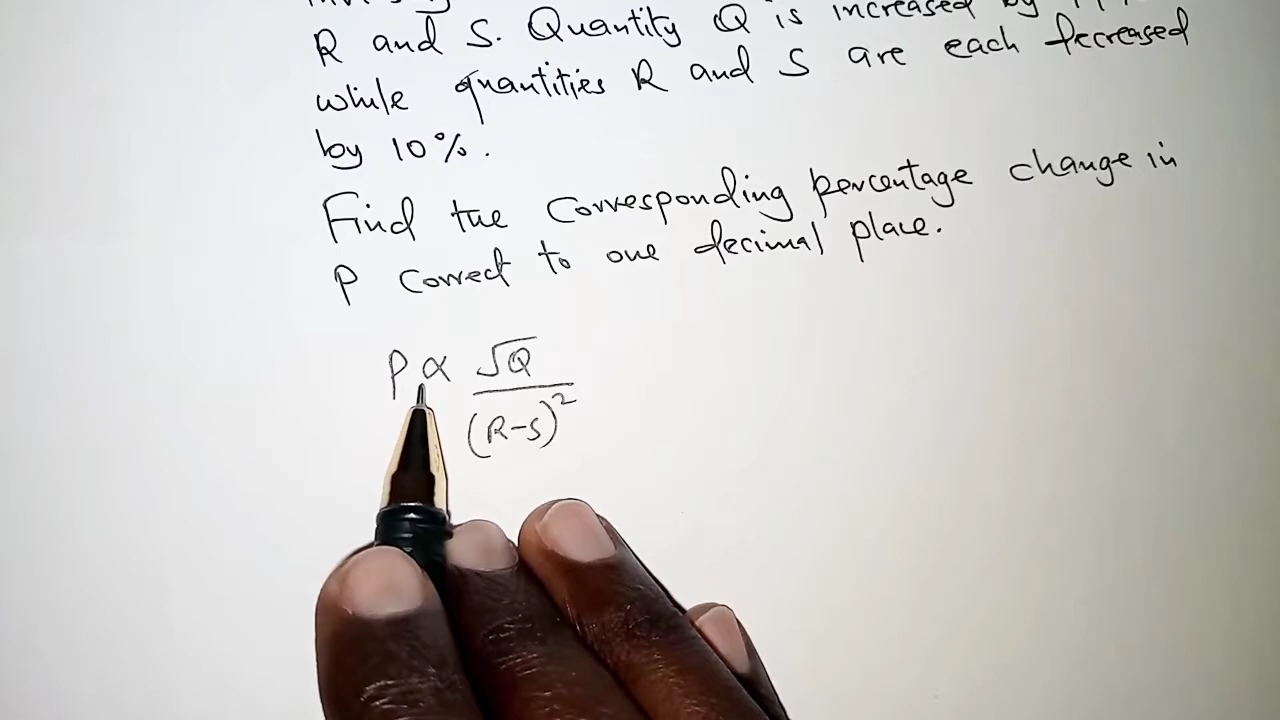 R and S. Quantity Q is increased by
while quantities R and S are each decreased
by 10%.
Find the corresponding percentage change in
P correct to one decimal place.
P ∝ √Q / (R-S)²